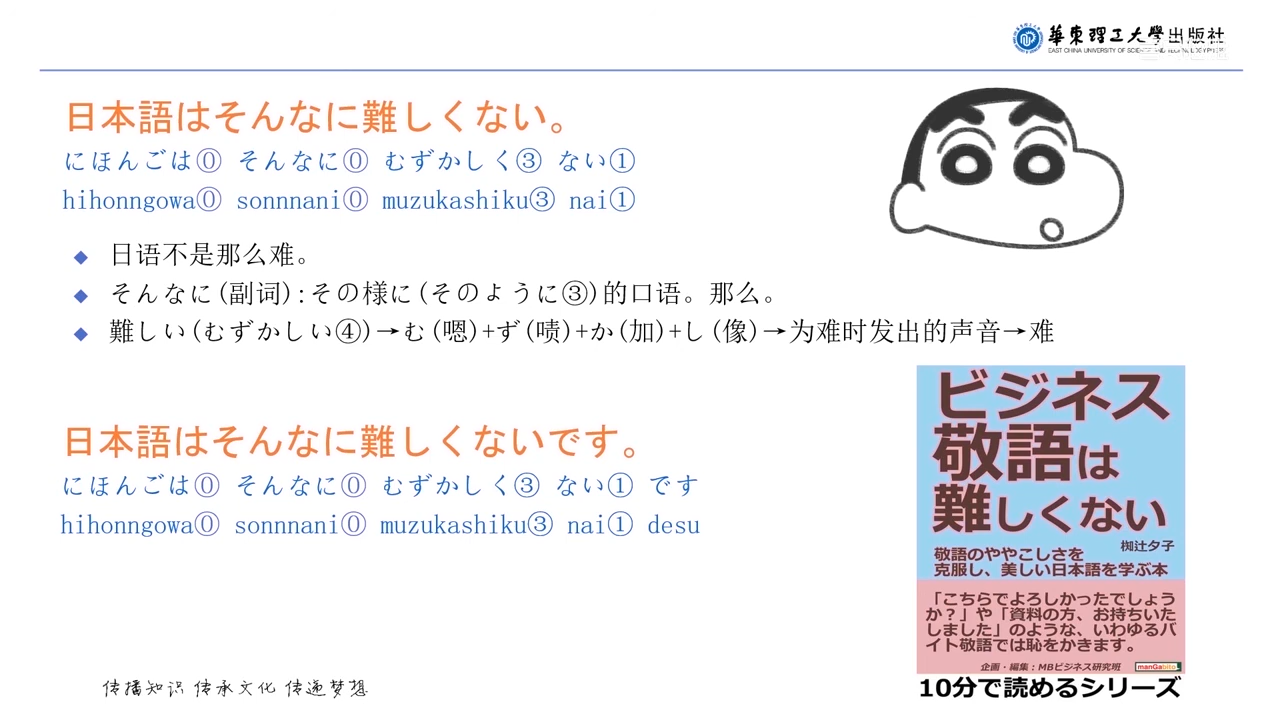 華東理工大學出版社
EAST CHINA UNIVERSITY OF SCIENCE AND TECHNOLOGY PRESS
日本語はそんなに難しくない。
にほんごは⓪ そんなに⓪ むずかしく③ ない①
hihonngowa⓪ sonnnani⓪ muzukashiku③ nai①
日语不是那么难。
そんなに(副词):その様に(そのように③)的口语。那么。
難しい(むずかしい④)→む(嗯)+ず(啧)+か(加)+し(像)→为难时发出的声音→难
日本語はそんなに難しくないです。
にほんごは⓪ そんなに⓪ むずかしく③ ない① です
hihonngowa⓪ sonnnani⓪ muzukashiku③ nai① desu
ビジネス
敬語は
難しくない
椥辻夕子
敬語のややこしさを
克服し、美しい日本語を学ぶ本
「こちらでよろしかったでしょう
か？」や「資料の方、お持ちいた
しました」のような、いわゆるバ
イト敬語では恥をかきます。
企画・編集：MBビジネス研究班
manGabito
10分で読めるシリーズ
传播知识 传承文化 传递梦想